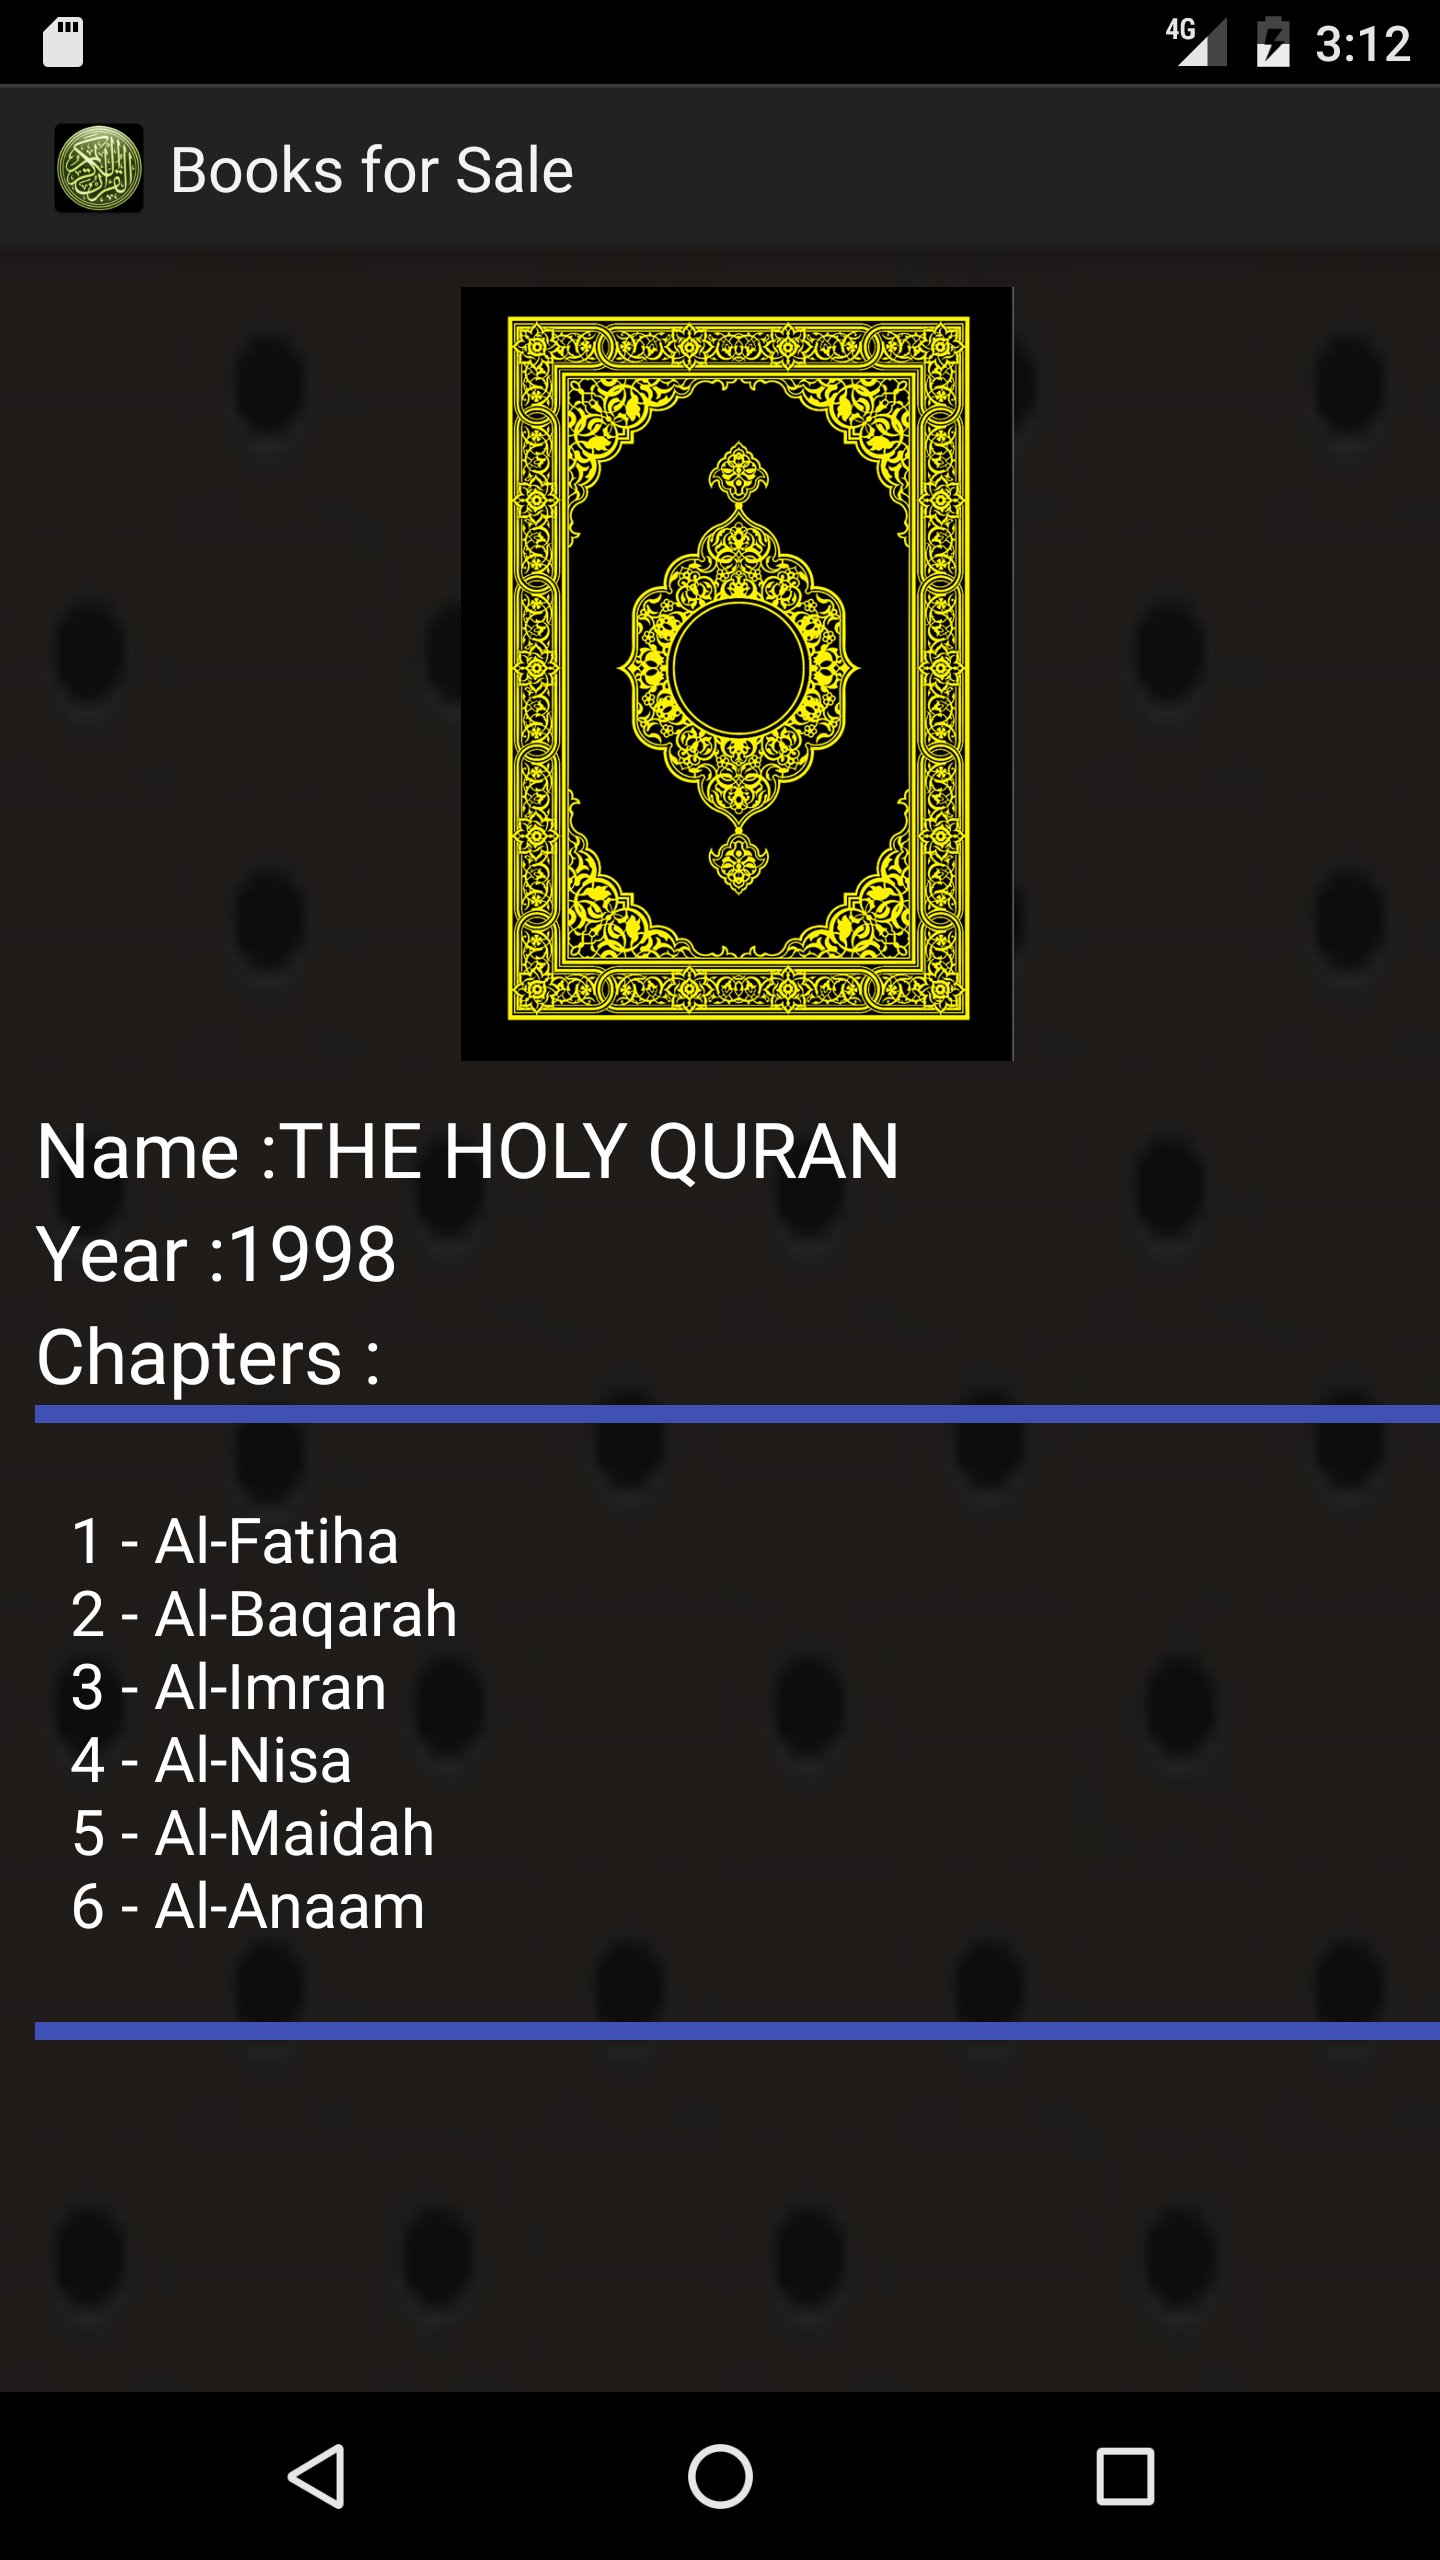 4G 3:12
Books for Sale
Name :THE HOLY QURAN
Year :1998
Chapters :
1 - Al-Fatiha
2 - Al-Baqarah
3 - Al-Imran
4 - Al-Nisa
5 - Al-Maidah
6 - Al-Anaam